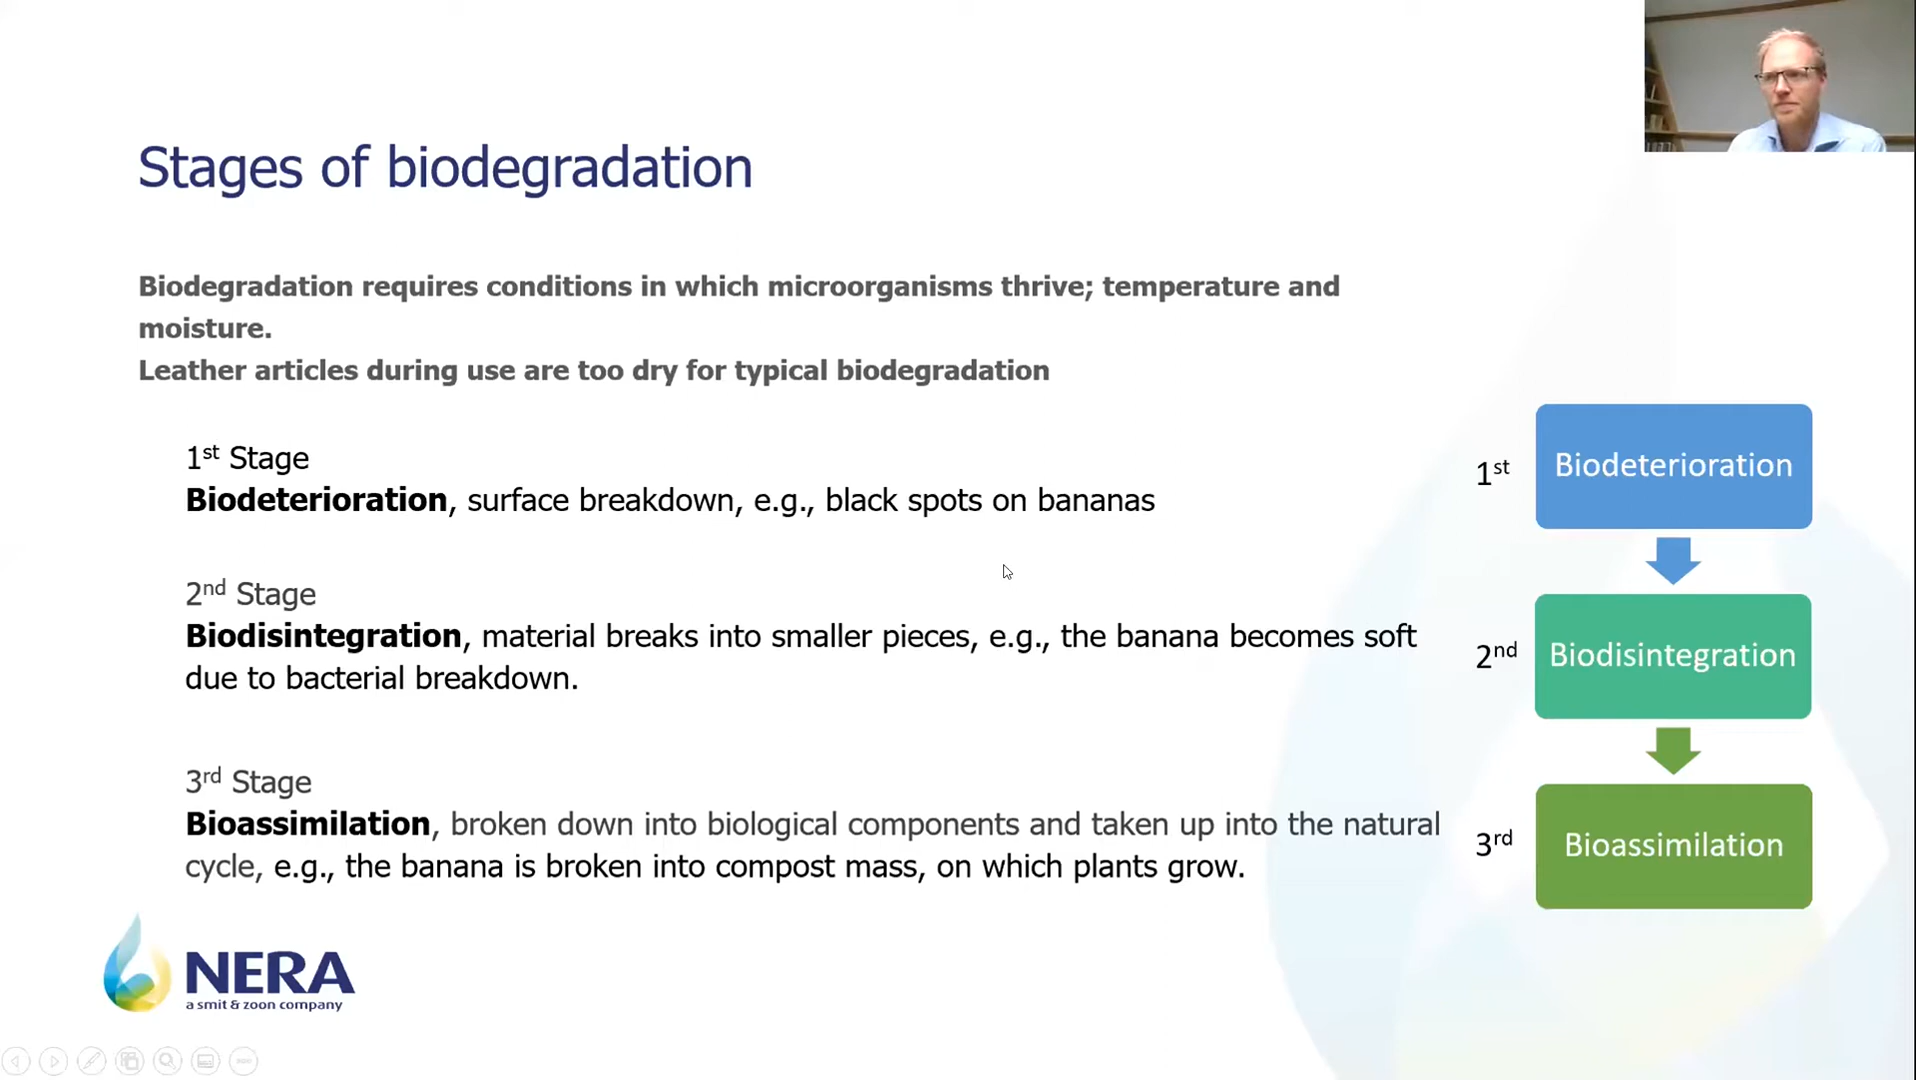 Stages of biodegradation
Biodegradation requires conditions in which microorganisms thrive; temperature and
moisture.
Leather articles during use are too dry for typical biodegradation
1st Stage
Biodeterioration, surface breakdown, e.g., black spots on bananas
2nd Stage
Biodisintegration, material breaks into smaller pieces, e.g., the banana becomes soft
due to bacterial breakdown.
3rd Stage
Bioassimilation, broken down into biological components and taken up into the natural
cycle, e.g., the banana is broken into compost mass, on which plants grow.
1st
Biodeterioration
2nd
Biodisintegration
3rd
Bioassimilation
NERA
a smit & zoon company